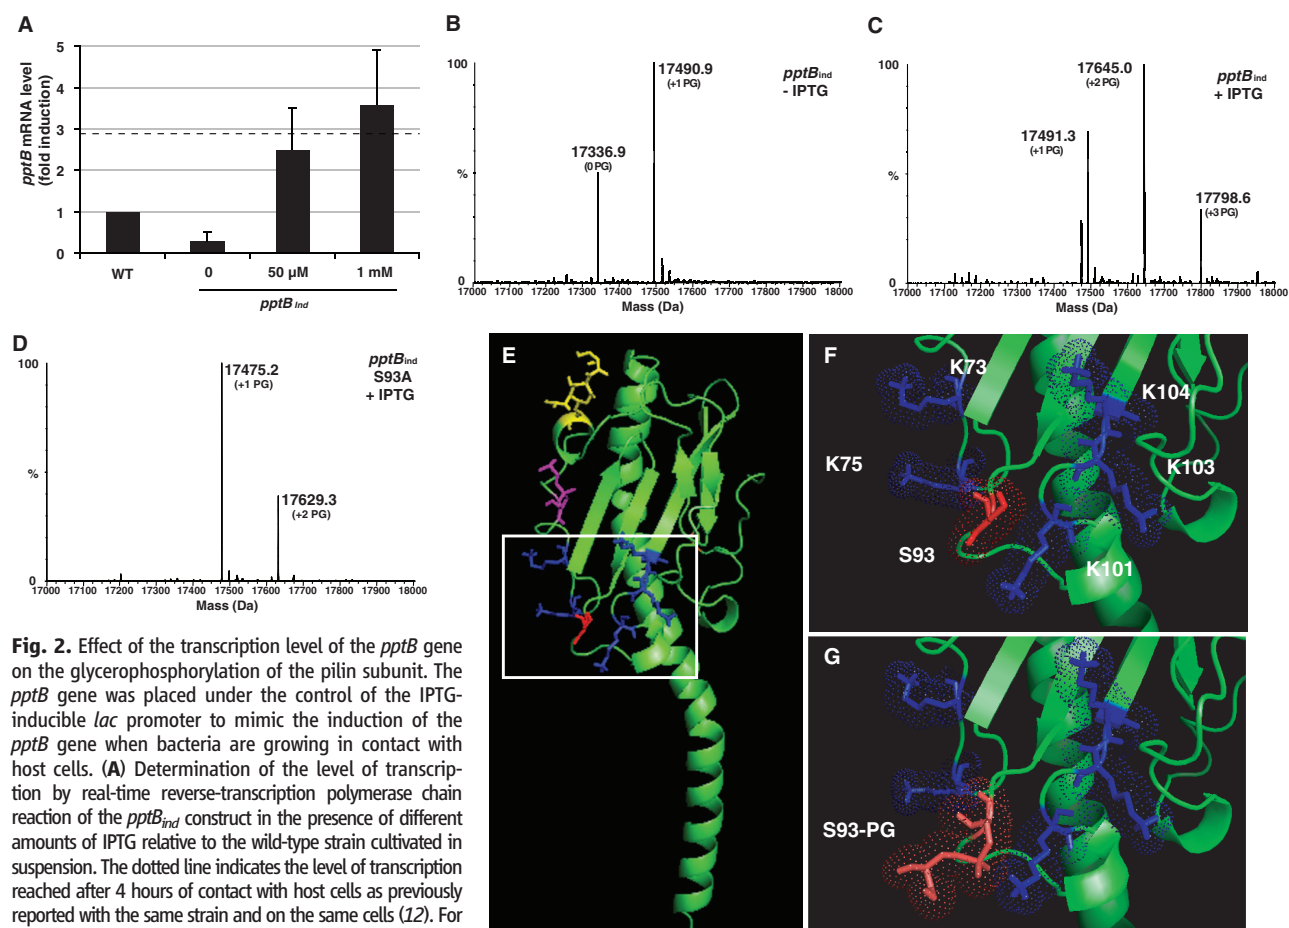 A
pptB mRNA level
(fold induction)
5
4
3
2
1
0
WT
0
50 µM
1 mM
pptB Ind
B
100
%
0
17490.9
(+1 PG)
17336.9
(0 PG)
pptBind
- IPTG
17000 17100 17200 17300 17400 17500 17600 17700 17800 17900 18000
Mass (Da)
C
100
%
0
17645.0
(+2 PG)
17491.3
(+1 PG)
17798.6
(+3 PG)
pptBind
+ IPTG
17000 17100 17200 17300 17400 17500 17600 17700 17800 17900 18000
Mass (Da)
D
100
%
0
17475.2
(+1 PG)
17629.3
(+2 PG)
pptBind
S93A
+ IPTG
17000 17100 17200 17300 17400 17500 17600 17700 17800 17900 18000
Mass (Da)
E
F
K73
K104
K75
K103
S93
K101
G
S93-PG
Fig. 2. Effect of the transcription level of the pptB gene
on the glycerophosphorylation of the pilin subunit. The
pptB gene was placed under the control of the IPTG-
inducible lac promoter to mimic the induction of the
pptB gene when bacteria are growing in contact with
host cells. (A) Determination of the level of transcrip-
tion by real-time reverse-transcription polymerase chain
reaction of the pptBind construct in the presence of different
amounts of IPTG relative to the wild-type strain cultivated in
suspension. The dotted line indicates the level of transcription
reached after 4 hours of contact with host cells as previously
reported with the same strain and on the same cells (12). For